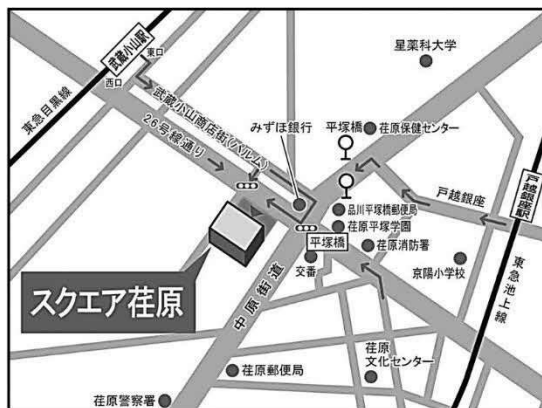 武蔵小山駅
東口
西口
東急目黒線
武蔵小山商店街(パルム)
26号線通り
みずほ銀行
星薬科大学
平塚橋
荏原保健センター
戸越銀座
戸越銀座駅
東急池上線
品川平塚橋郵便局
荏原平塚学園
平塚橋
荏原消防署
交番
京陽小学校
スクエア荏原
中原街道
荏原
文化センター
荏原郵便局
荏原警察署